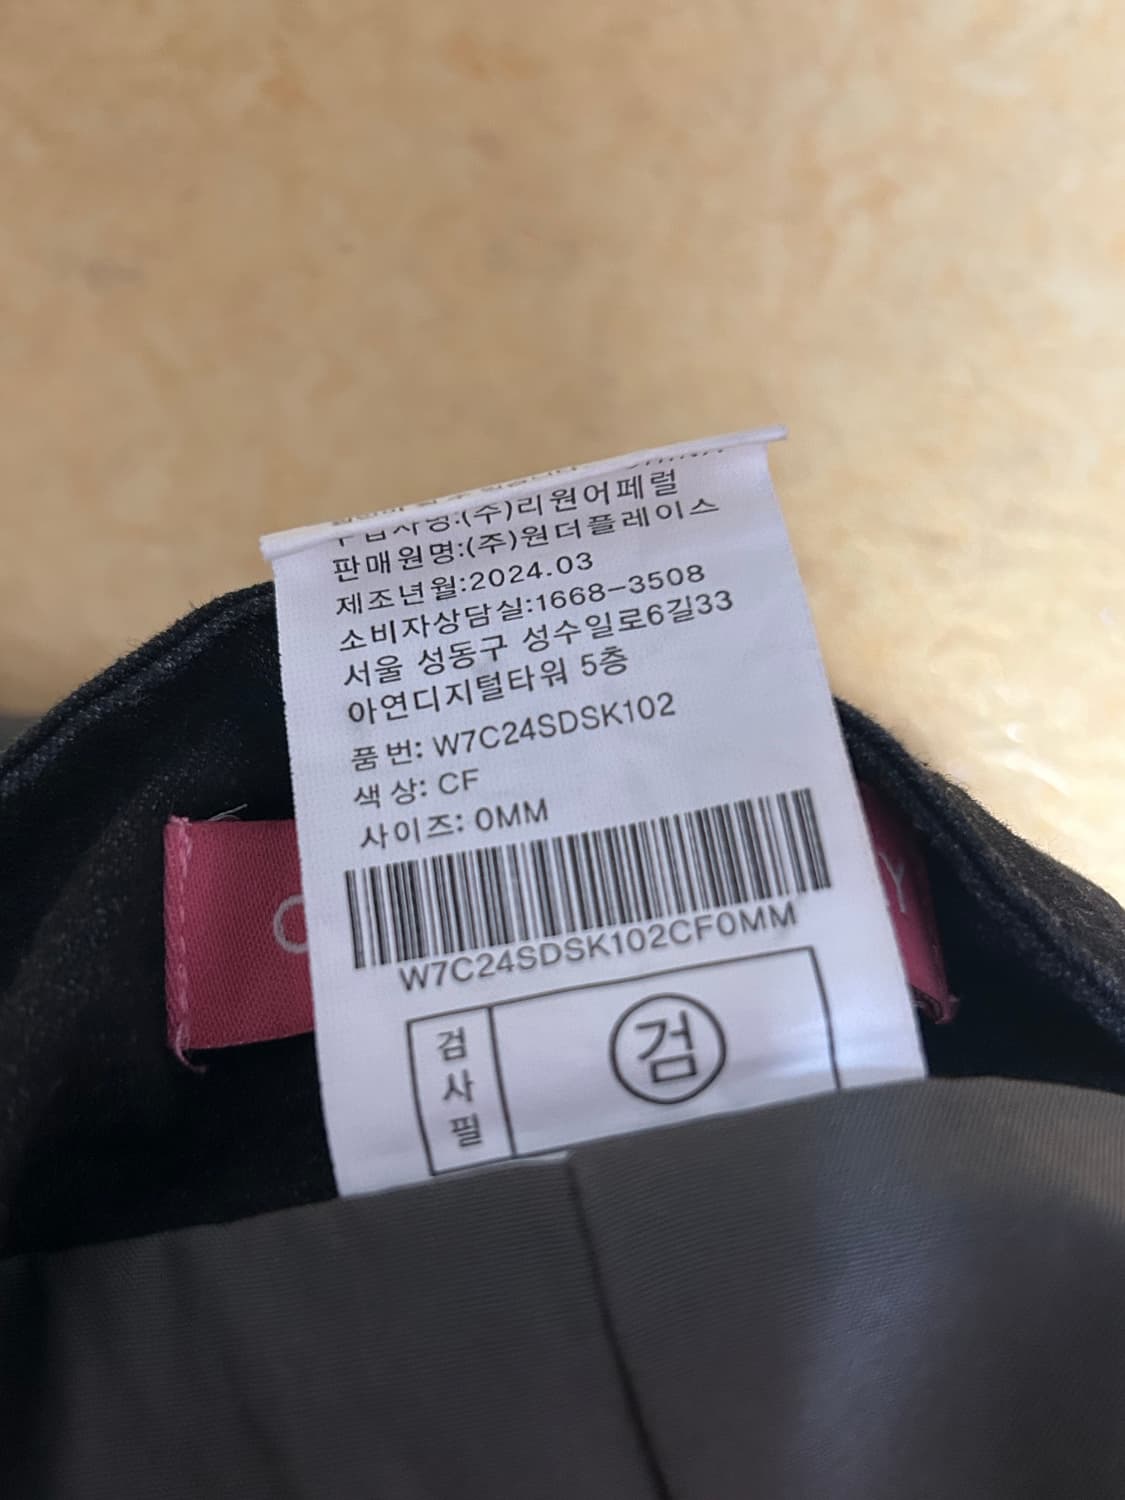 수입자명:(주)리원어페럴
판매원명:(주)원더플레이스
제조년월:2024.03
소비자상담실:1668-3508
서울 성동구 성수일로6길33
아연디지털타워 5층
품 번: W7C24SDSK102
색 상: CF
사이즈: 0MM
W7C24SDSK102CF0MM
검사필
검